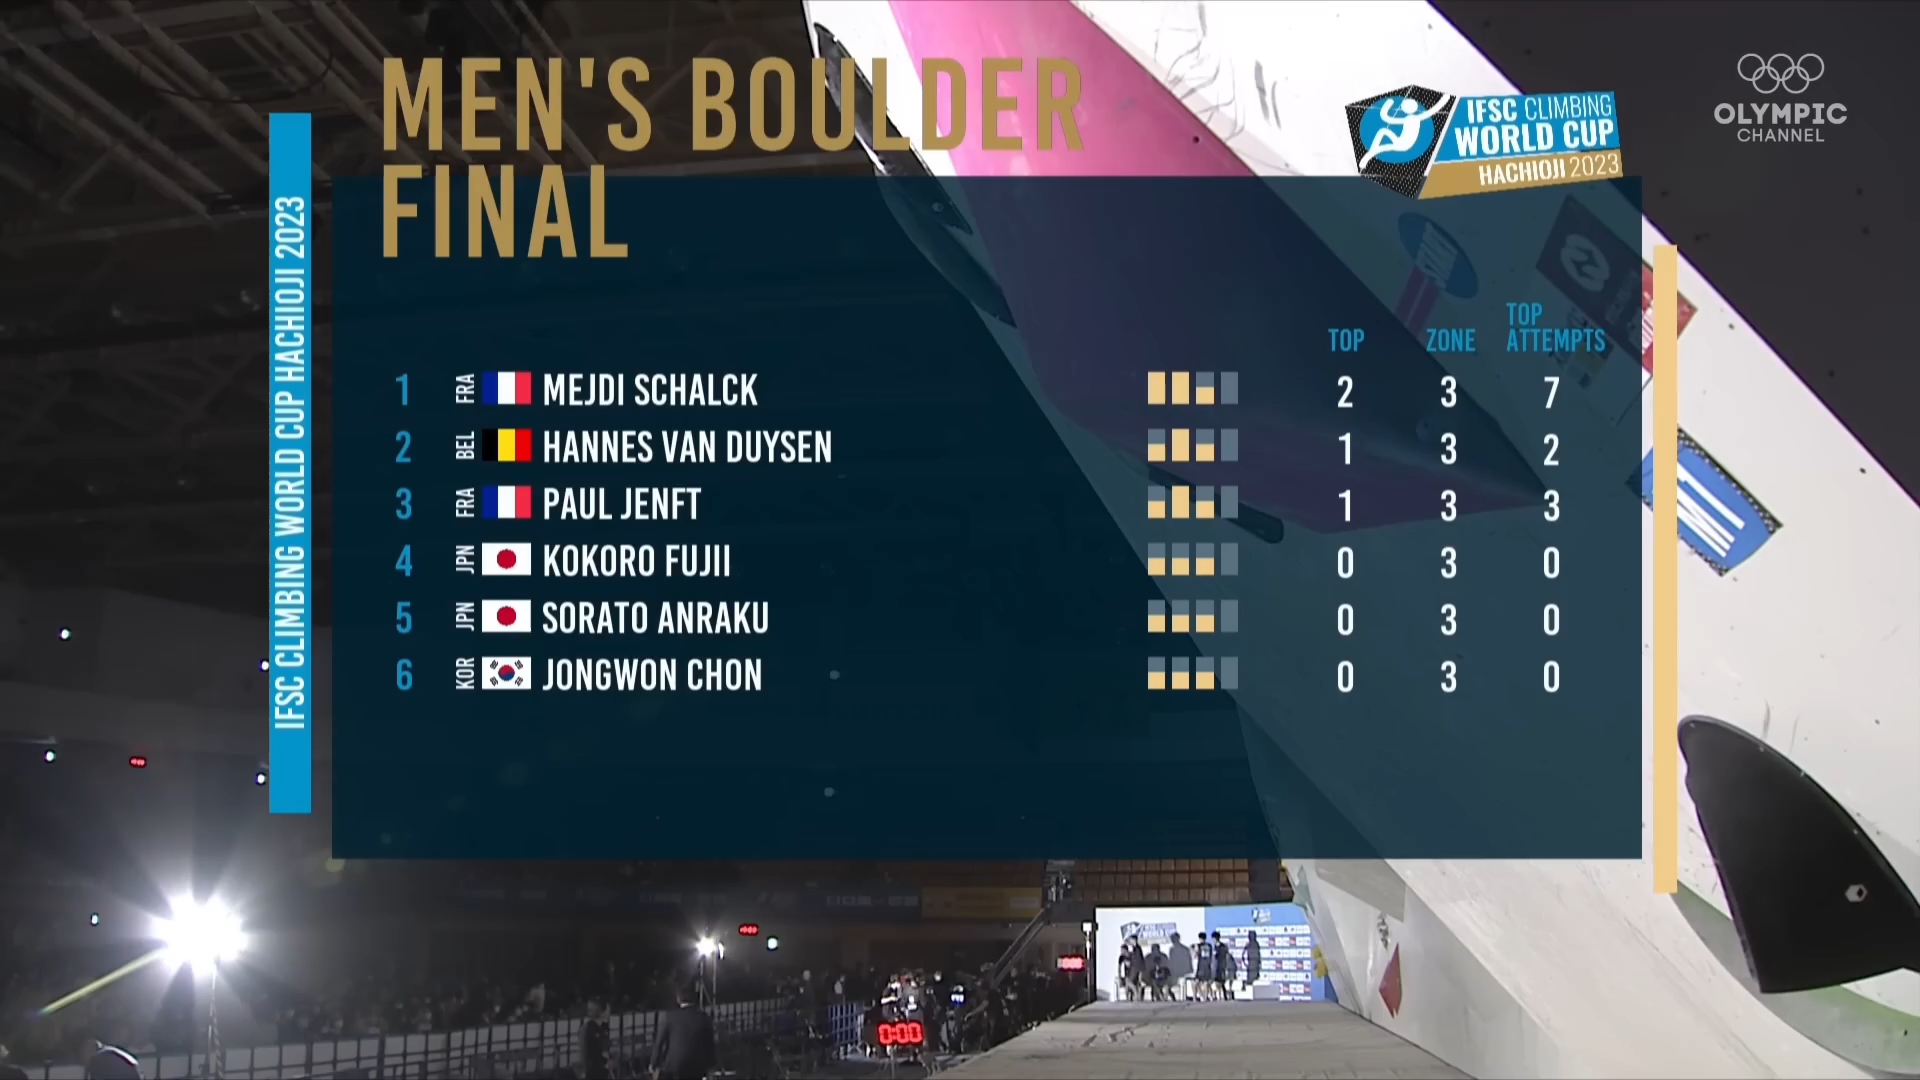 MEN'S BOULDER
FINAL
IFSC CLIMBING
WORLD CUP
HACHIOJI 2023
OLYMPIC
CHANNEL
IFSC CLIMBING WORLD CUP HACHIOJI 2023
TOP ZONE TOP ATTEMPTS
1 FRA MEJDI SCHALCK 2 3 7
2 BEL HANNES VAN DUYSEN 1 3 2
3 FRA PAUL JENFT 1 3 3
4 JPN KOKORO FUJII 0 3 0
5 JPN SORATO ANRAKU 0 3 0
6 KOR JONGWON CHON 0 3 0
0:00